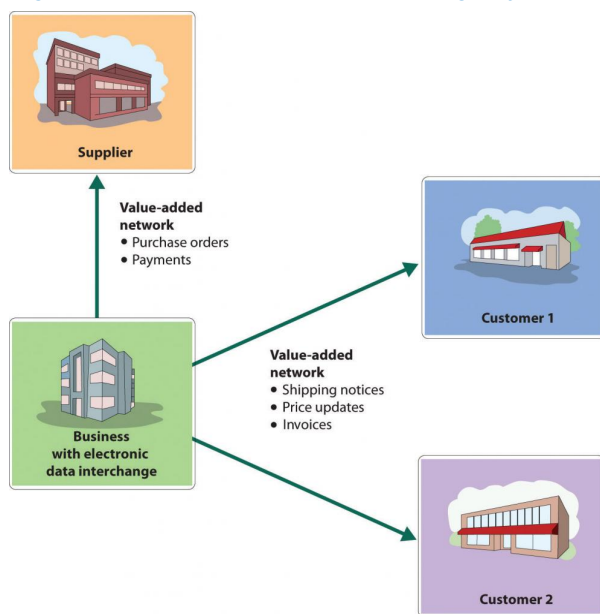 Supplier
Value-added
network
• Purchase orders
• Payments
Customer 1
Value-added
network
• Shipping notices
• Price updates
• Invoices
Business
with electronic
data interchange
Customer 2